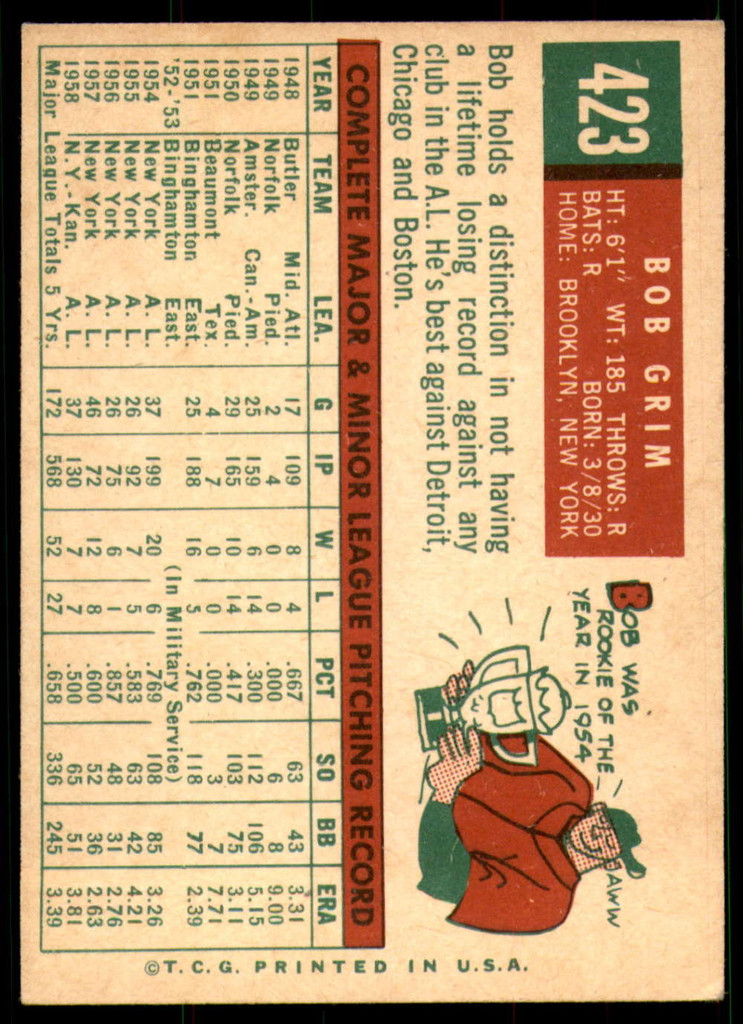 423
BOB GRIM
HT: 6'1" WT: 185 THROWS: R
BATS: R BORN: 3/8/30
HOME: BROOKLYN, NEW YORK
Bob holds a distinction in not having
a lifetime losing record against any
club in the A.L. He's best against Detroit,
Chicago and Boston.
BOB WAS
ROOKIE OF THE
YEAR IN 1954
AWW
COMPLETE MAJOR & MINOR LEAGUE PITCHING RECORD
YEAR TEAM LEA. G IP W L PCT SO BB ERA
1948 Butler Mid. Atl. 17 109 8 4 .667 63 43 3.31
1949 Norfolk Pied. 2 4 0 0 .000 6 8 9.00
1949 Amster. Can.-Am. 25 159 6 14 .300 112 106 5.15
1950 Norfolk Pied. 29 165 10 14 .417 103 75 3.11
1951 Beaumont Tex. 4 7 0 0 .000 3 7 7.71
1951 Binghamton East. 25 188 16 5 .762 118 77 2.39
'52-'53 Binghamton East. (In Military Service)
1954 New York A. L. 37 199 20 6 .769 108 85 3.26
1955 New York A. L. 26 92 7 5 .583 63 42 4.21
1956 New York A. L. 26 75 6 1 .857 48 31 2.76
1957 New York A. L. 46 72 12 8 .600 52 36 2.63
1958 N.Y.-Kan. A. L. 37 130 7 7 .500 65 51 3.81
Major League Totals 5 Yrs. 172 568 52 27 .658 336 245 3.39
©T.C.G. PRINTED IN U.S.A.